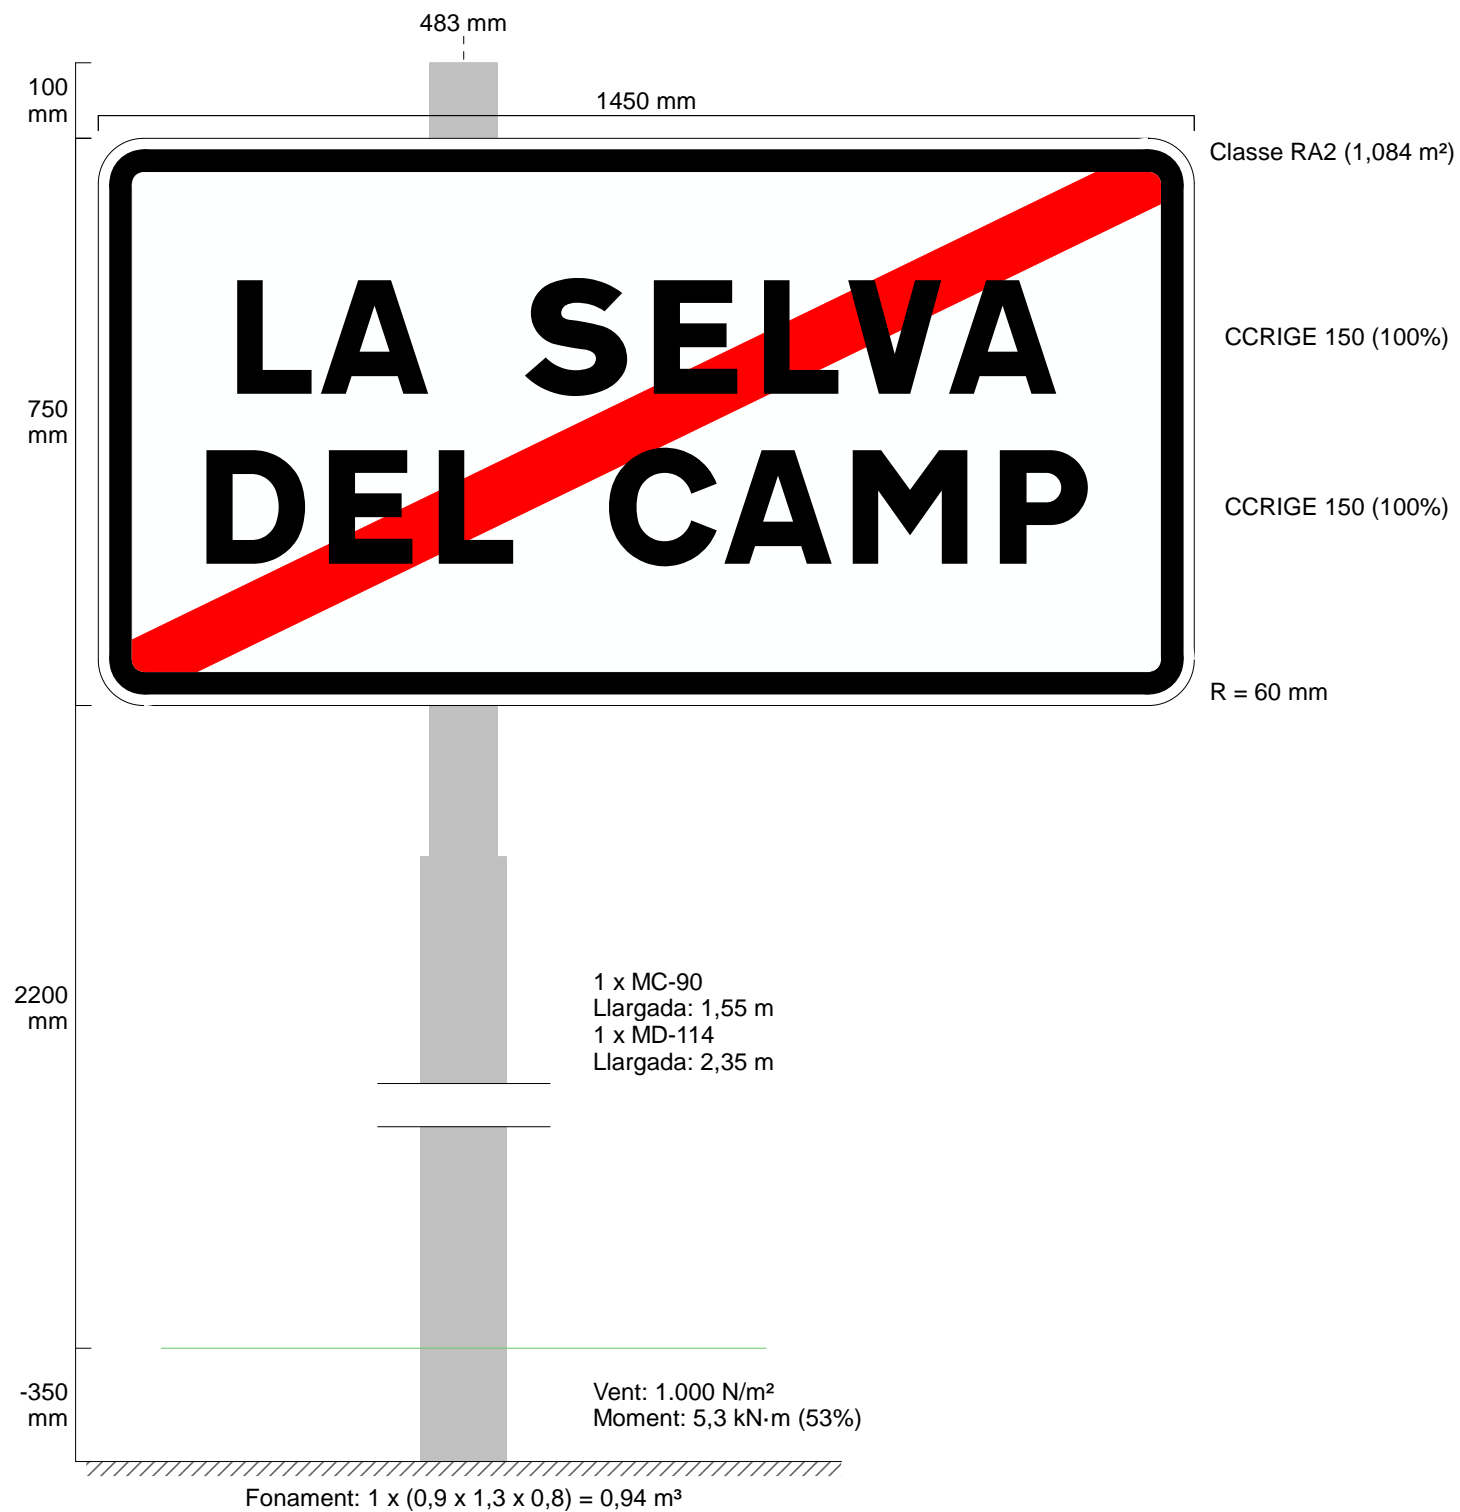 483 mm
100
mm
1450 mm
Classe RA2 (1,084 m²)
LA SELVA
CCRIGE 150 (100%)
750
mm
DEL CAMP
CCRIGE 150 (100%)
R = 60 mm
2200
mm
1 x MC-90
Llargada: 1,55 m
1 x MD-114
Llargada: 2,35 m
-350
mm
Vent: 1.000 N/m²
Moment: 5,3 kN·m (53%)
Fonament: 1 x (0,9 x 1,3 x 0,8) = 0,94 m³